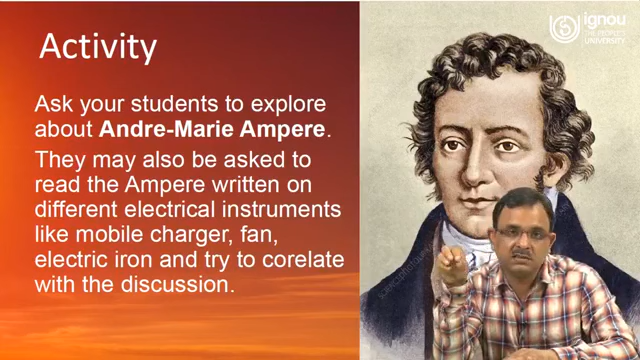 Activity
Ask your students to explore
about Andre-Marie Ampere.
They may also be asked to
read the Ampere written on
different electrical instruments
like mobile charger, fan,
electric iron and try to corelate
with the discussion.
ignou
THE PEOPLE'S
UNIVERSITY